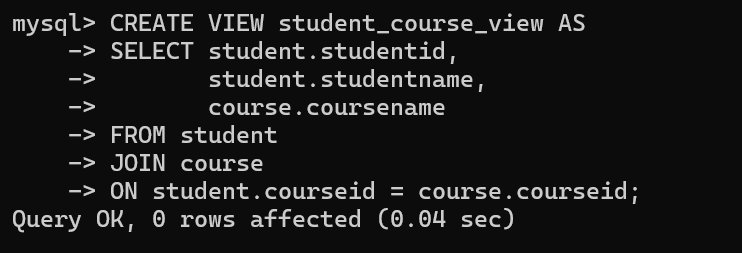 mysql> CREATE VIEW student_course_view AS
    -> SELECT student.studentid,
    ->        student.studentname,
    ->        course.coursename
    -> FROM student
    -> JOIN course
    -> ON student.courseid = course.courseid;
Query OK, 0 rows affected (0.04 sec)